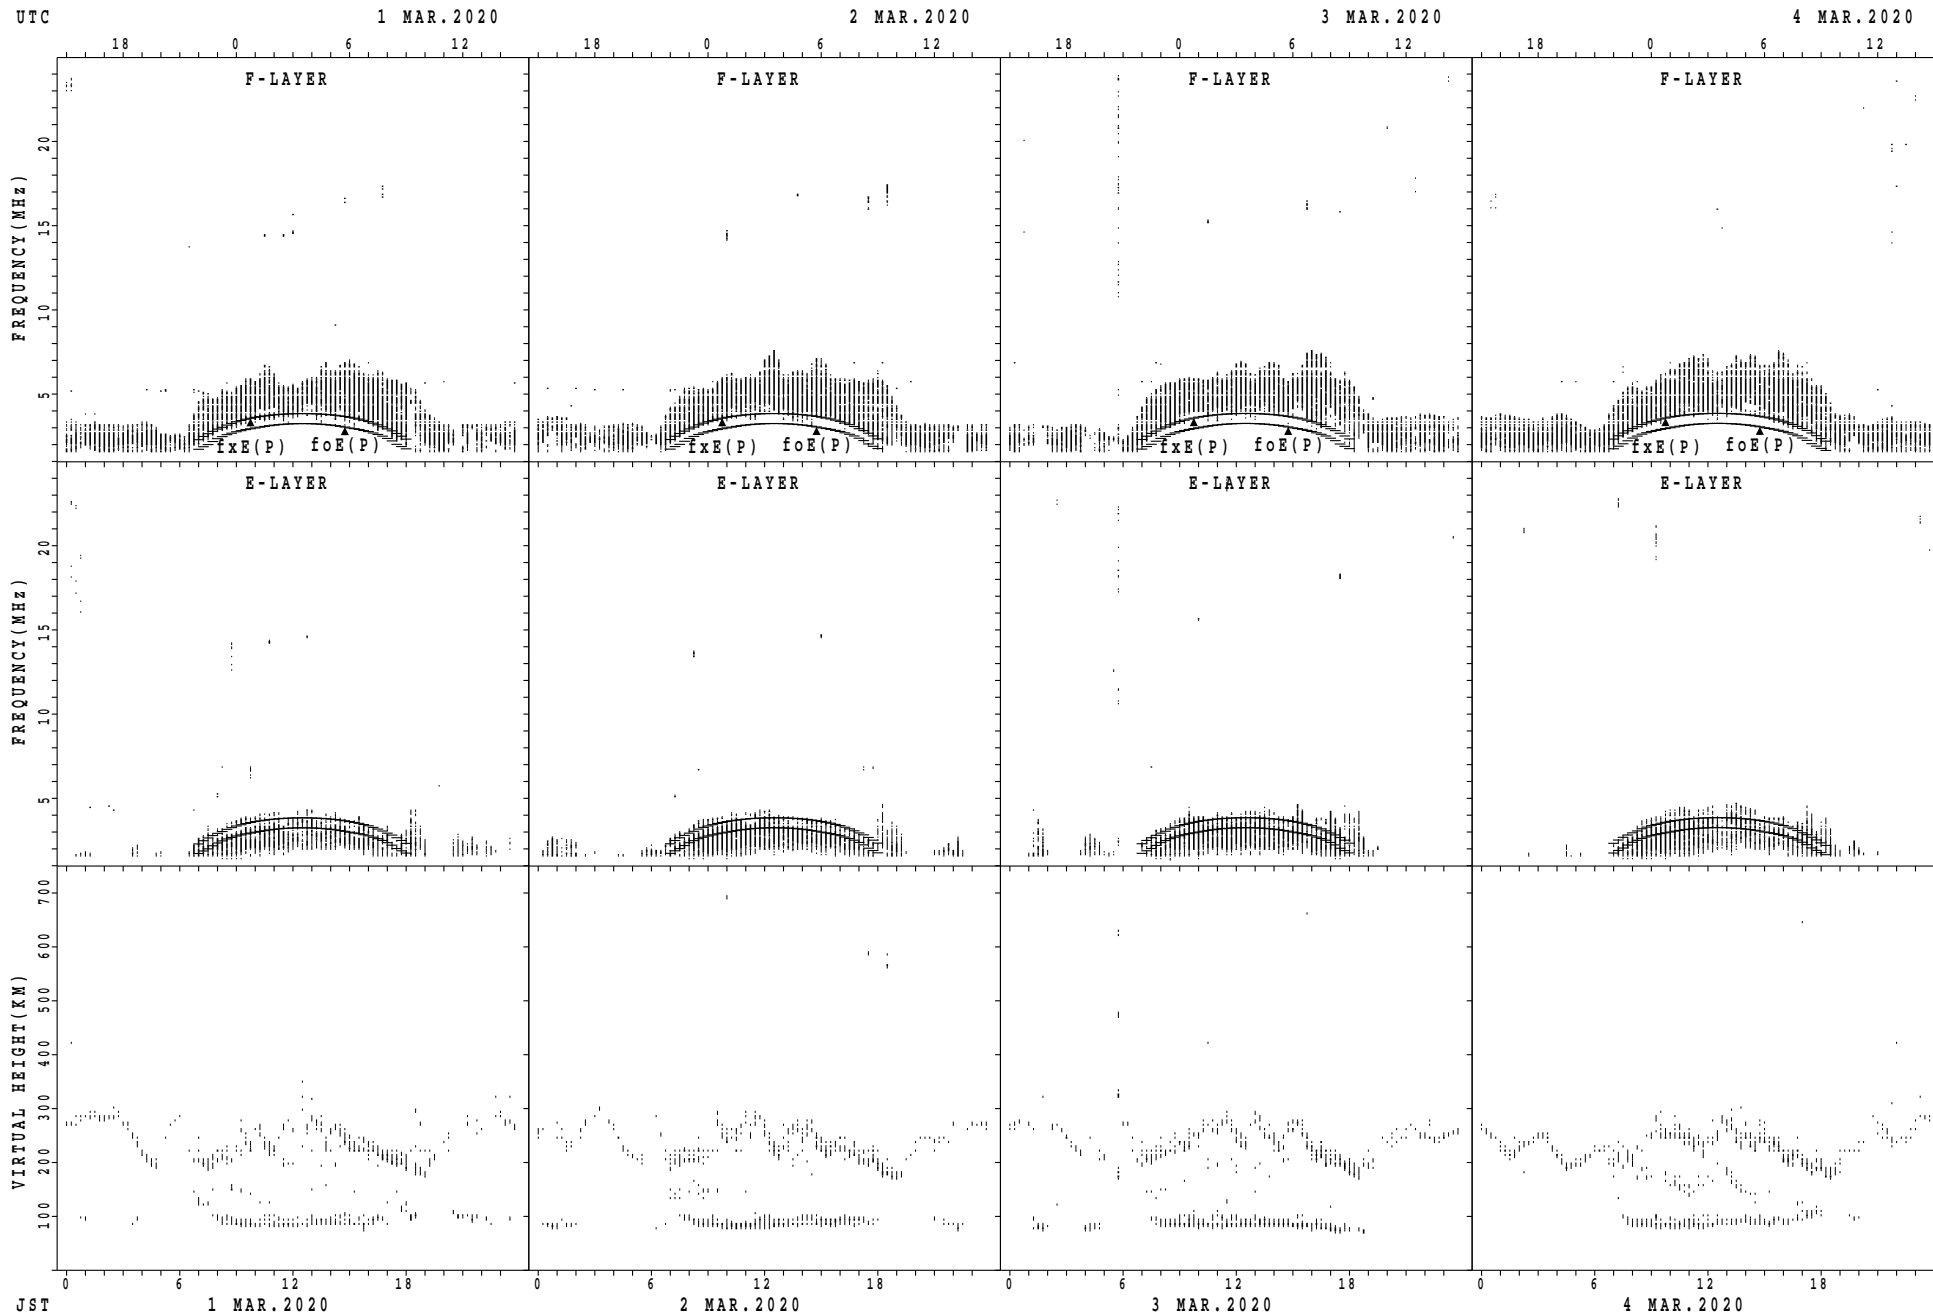 UTC 1 MAR.2020 2 MAR.2020 3 MAR.2020 4 MAR.2020
18 0 6 12 18 0 6 12 18 0 6 12 18 0 6 12
F-LAYER F-LAYER F-LAYER F-LAYER
FREQUENCY(MHz)
20
15
10
5
fxE(P) foE(P) fxE(P) foE(P) fxE(P) foE(P) fxE(P) foE(P)
E-LAYER E-LAYER E-LAYER E-LAYER
FREQUENCY(MHz)
20
15
10
5
VIRTUAL HEIGHT(KM)
700
600
500
400
300
200
100
0 6 12 18 0 6 12 18 0 6 12 18 0 6 12 18
JST 1 MAR.2020 2 MAR.2020 3 MAR.2020 4 MAR.2020